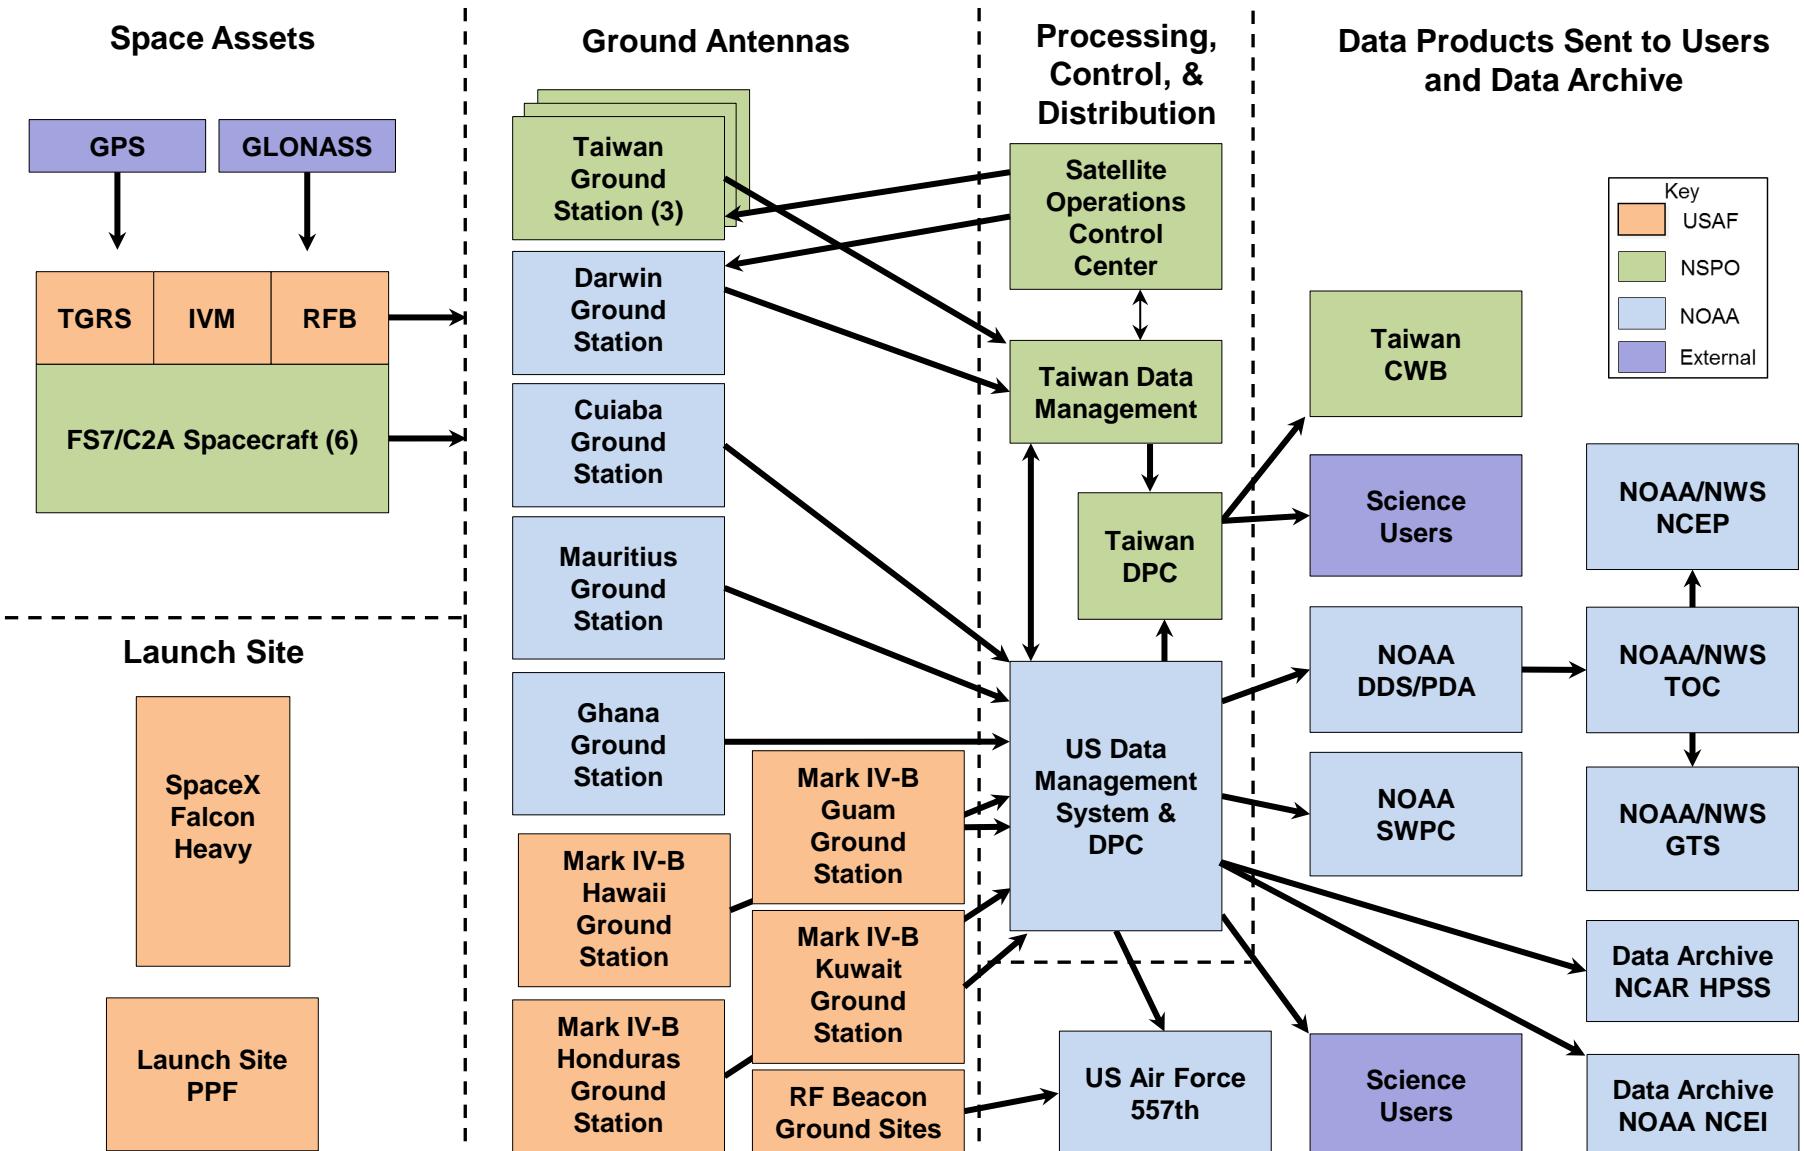 Space Assets
GPS
GLONASS
TGRS
IVM
RFB
FS7/C2A Spacecraft (6)
Launch Site
SpaceX
Falcon
Heavy
Launch Site
PPF
Ground Antennas
Taiwan
Ground
Station (3)
Darwin
Ground
Station
Cuiaba
Ground
Station
Mauritius
Ground
Station
Ghana
Ground
Station
Mark IV-B
Guam
Ground
Station
Mark IV-B
Hawaii
Ground
Station
Mark IV-B
Kuwait
Ground
Station
Mark IV-B
Honduras
Ground
Station
RF Beacon
Ground Sites
Processing,
Control, &
Distribution
Satellite
Operations
Control
Center
Taiwan Data
Management
Taiwan
DPC
US Data
Management
System &
DPC
US Air Force
557th
Data Products Sent to Users
and Data Archive
Key
USAF
NSPO
NOAA
External
Taiwan
CWB
Science
Users
NOAA/NWS
NCEP
NOAA
DDS/PDA
NOAA/NWS
TOC
NOAA
SWPC
NOAA/NWS
GTS
Data Archive
NCAR HPSS
Science
Users
Data Archive
NOAA NCEI